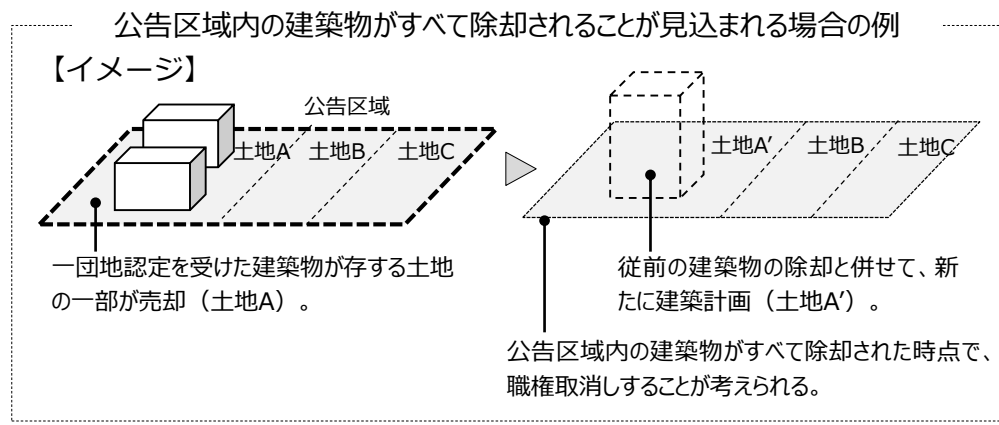 公告区域内の建築物がすべて除却されることが見込まれる場合の例
【イメージ】
公告区域
土地A
土地B
土地C
土地A’
土地B
土地C
一団地認定を受けた建築物が存する土地
の一部が売却（土地A）。
従前の建築物の除却と併せて、新
たに建築計画（土地A’）。
公告区域内の建築物がすべて除却された時点で、
職権取消しすることが考えられる。